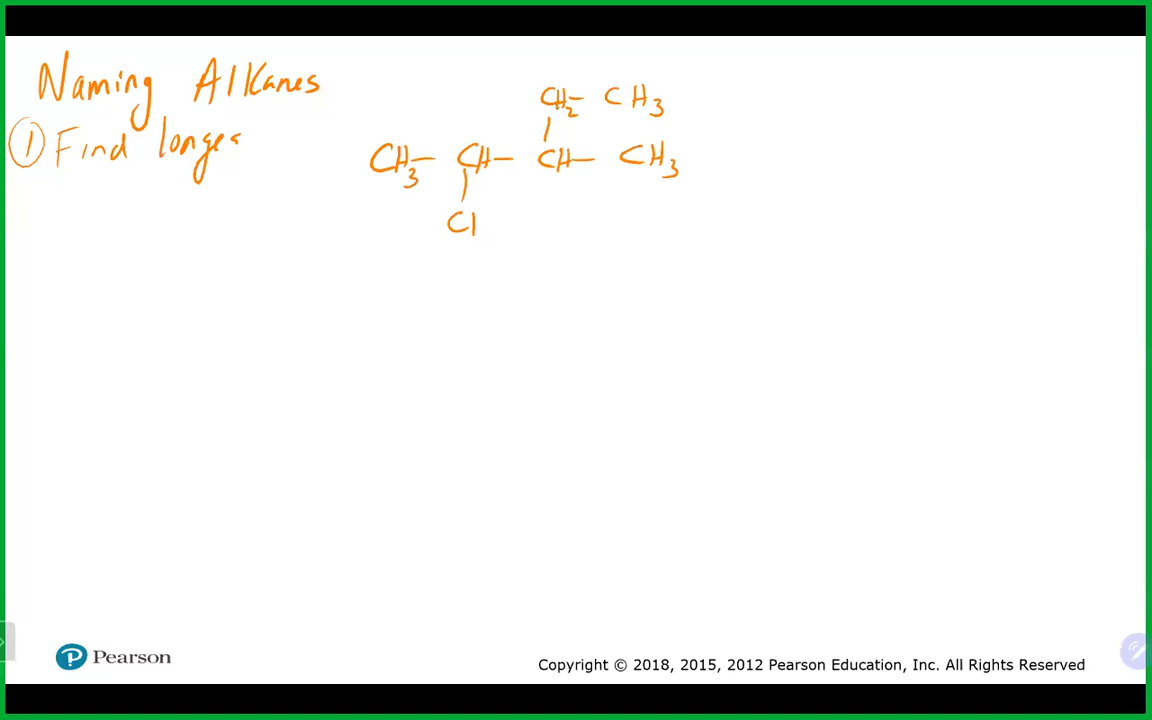 Naming Alkanes
① Find longes
CH2- CH3
CH3- CH- CH- CH3
Cl
Pearson
Copyright © 2018, 2015, 2012 Pearson Education, Inc. All Rights Reserved